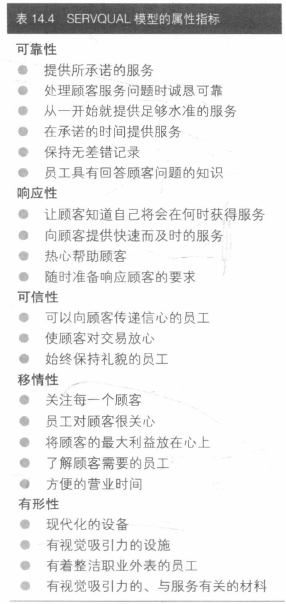 表 14.4 SERVQUAL 模型的属性指标
可靠性
提供所承诺的服务
处理顾客服务问题时诚恳可靠
从一开始就提供足够水准的服务
在承诺的时间提供服务
保持无差错记录
员工具有回答顾客问题的知识
响应性
让顾客知道自己将会在何时获得服务
向顾客提供快速而及时的服务
热心帮助顾客
随时准备响应顾客的要求
可信性
可以向顾客传递信心的员工
使顾客对交易放心
始终保持礼貌的员工
移情性
关注每一个顾客
员工对顾客很关心
将顾客的最大利益放在心上
了解顾客需要的员工
方便的营业时间
有形性
现代化的设备
有视觉吸引力的设施
有着整洁职业外表的员工
有视觉吸引力的、与服务有关的材料